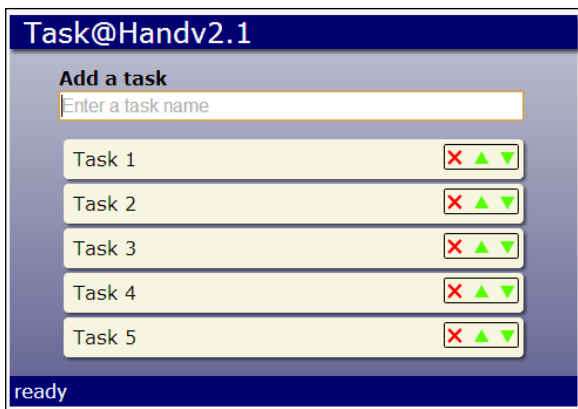 Task@Handv2.1
Add a task
Enter a task name
Task 1
Task 2
Task 3
Task 4
Task 5
ready